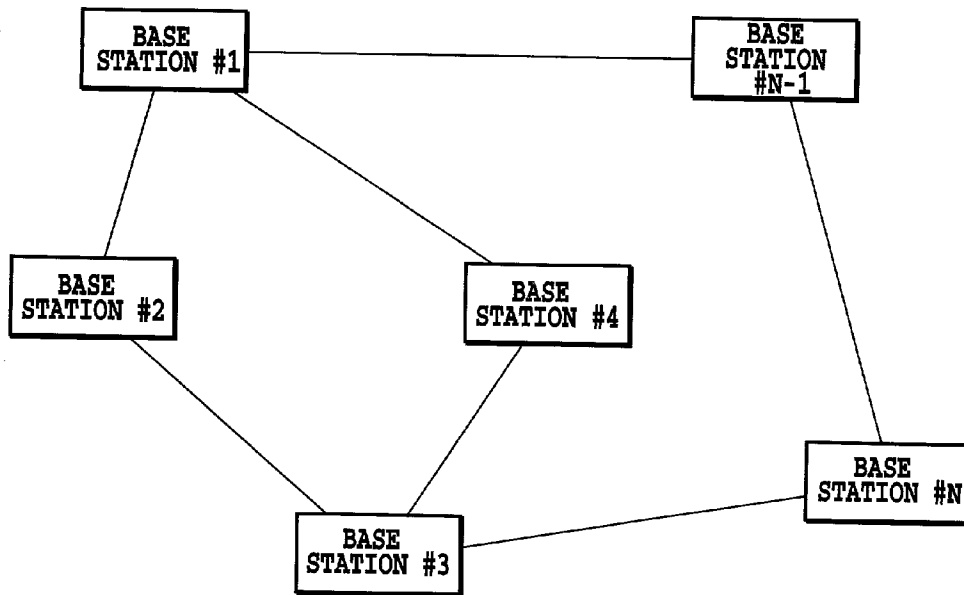 BASE
STATION #1
BASE
STATION
#N-1
BASE
STATION #2
BASE
STATION #4
BASE
STATION #N
BASE
STATION #3